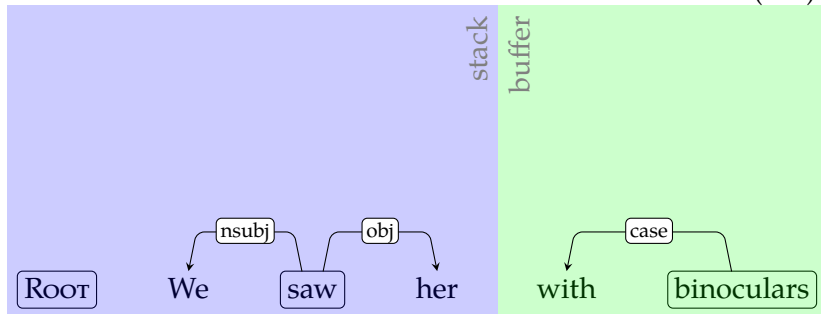 stack
buffer
nsubj obj case
Root We saw her with binoculars